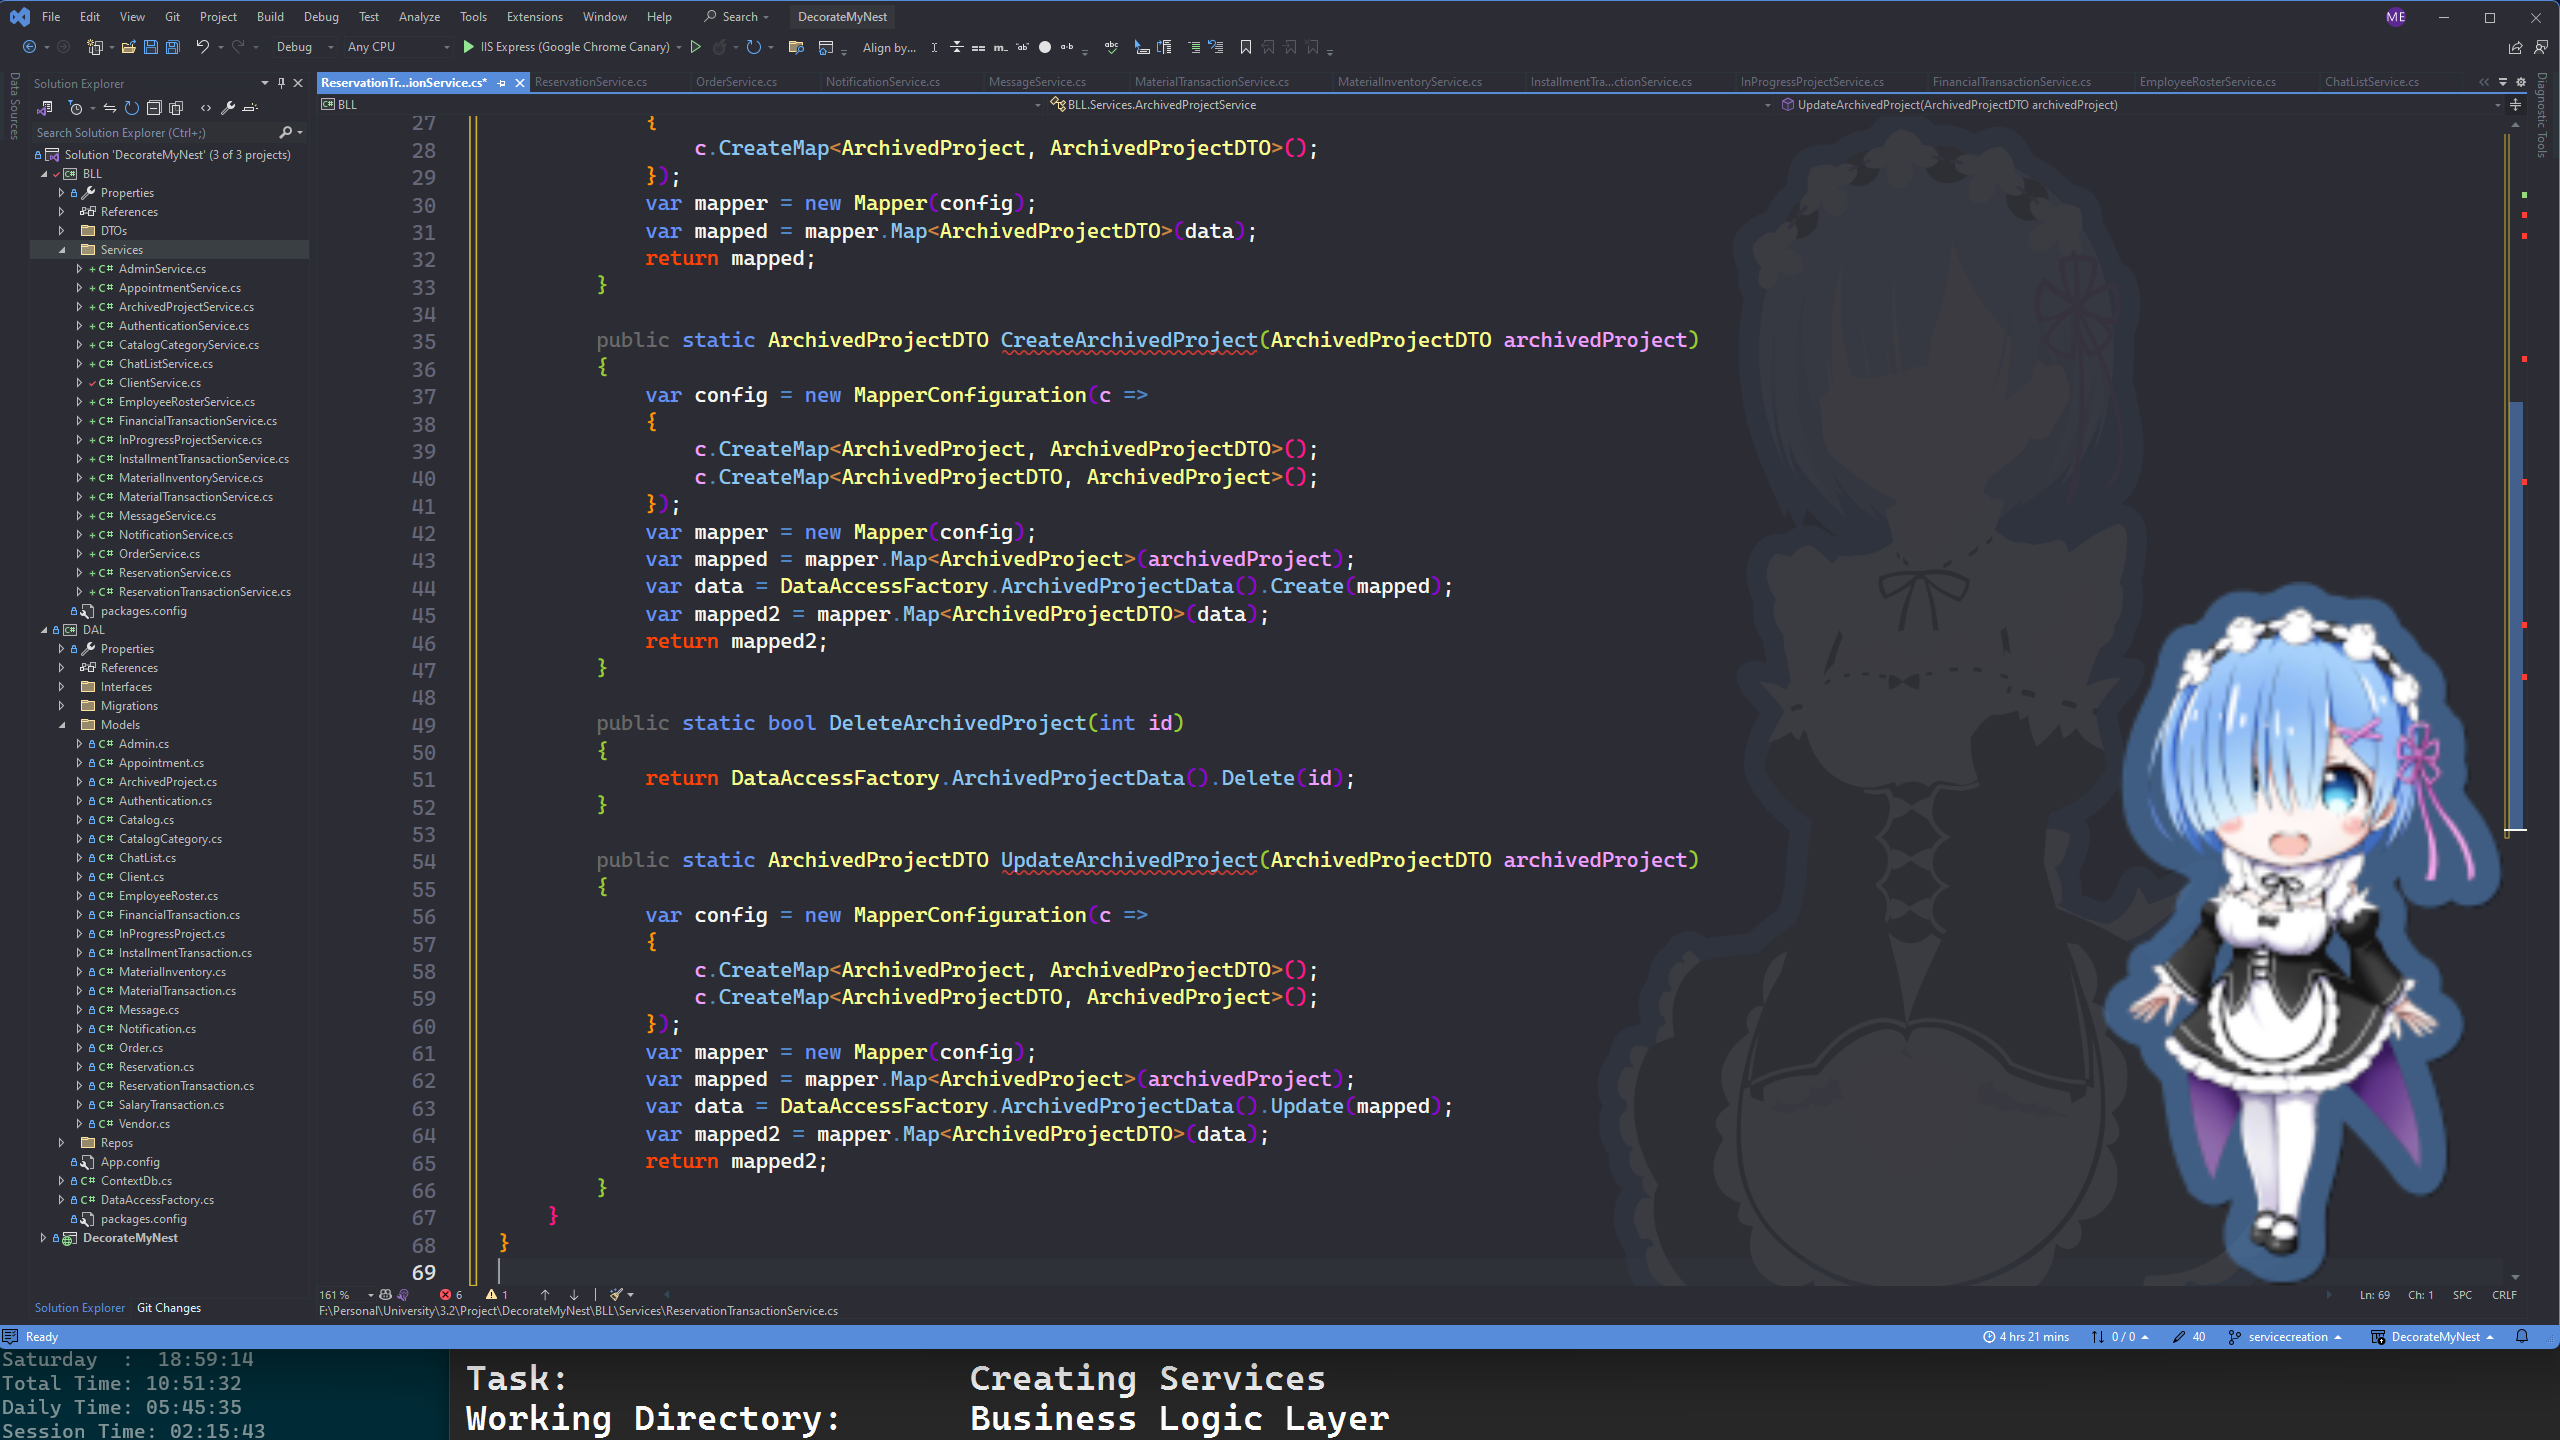 File Edit View Git Project Build Debug Test Analyze Tools Extensions Window Help Search DecorateMyNest ME
Debug Any CPU IIS Express (Google Chrome Canary) Align by...
Data Sources
Solution Explorer
Search Solution Explorer (Ctrl+;)
Solution 'DecorateMyNest' (3 of 3 projects)
BLL
Properties
References
DTOs
Services
AdminService.cs
AppointmentService.cs
ArchivedProjectService.cs
AuthenticationService.cs
CatalogCategoryService.cs
ChatListService.cs
ClientService.cs
EmployeeRosterService.cs
FinancialTransactionService.cs
InProgressProjectService.cs
InstallmentTransactionService.cs
MaterialInventoryService.cs
MaterialTransactionService.cs
MessageService.cs
NotificationService.cs
OrderService.cs
ReservationService.cs
ReservationTransactionService.cs
packages.config
DAL
Properties
References
Interfaces
Migrations
Models
Admin.cs
Appointment.cs
ArchivedProject.cs
Authentication.cs
Catalog.cs
CatalogCategory.cs
ChatList.cs
Client.cs
EmployeeRoster.cs
FinancialTransaction.cs
InProgressProject.cs
InstallmentTransaction.cs
MaterialInventory.cs
MaterialTransaction.cs
Message.cs
Notification.cs
Order.cs
Reservation.cs
ReservationTransaction.cs
SalaryTransaction.cs
Vendor.cs
Repos
App.config
ContextDb.cs
DataAccessFactory.cs
packages.config
DecorateMyNest
Solution Explorer Git Changes
ReservationTr...ionService.cs* ReservationService.cs OrderService.cs NotificationService.cs MessageService.cs MaterialTransactionService.cs MaterialInventoryService.cs InstallmentTra...ctionService.cs InProgressProjectService.cs FinancialTransactionService.cs EmployeeRosterService.cs ChatListService.cs
BLL BLL.Services.ArchivedProjectService UpdateArchivedProject(ArchivedProjectDTO archivedProject)
Diagnostic Tools
27 {
28 c.CreateMap<ArchivedProject, ArchivedProjectDTO>();
29 });
30 var mapper = new Mapper(config);
31 var mapped = mapper.Map<ArchivedProjectDTO>(data);
32 return mapped;
33 }
34
35 public static ArchivedProjectDTO CreateArchivedProject(ArchivedProjectDTO archivedProject)
36 {
37 var config = new MapperConfiguration(c =>
38 {
39 c.CreateMap<ArchivedProject, ArchivedProjectDTO>();
40 c.CreateMap<ArchivedProjectDTO, ArchivedProject>();
41 });
42 var mapper = new Mapper(config);
43 var mapped = mapper.Map<ArchivedProject>(archivedProject);
44 var data = DataAccessFactory.ArchivedProjectData().Create(mapped);
45 var mapped2 = mapper.Map<ArchivedProjectDTO>(data);
46 return mapped2;
47 }
48
49 public static bool DeleteArchivedProject(int id)
50 {
51 return DataAccessFactory.ArchivedProjectData().Delete(id);
52 }
53
54 public static ArchivedProjectDTO UpdateArchivedProject(ArchivedProjectDTO archivedProject)
55 {
56 var config = new MapperConfiguration(c =>
57 {
58 c.CreateMap<ArchivedProject, ArchivedProjectDTO>();
59 c.CreateMap<ArchivedProjectDTO, ArchivedProject>();
60 });
61 var mapper = new Mapper(config);
62 var mapped = mapper.Map<ArchivedProject>(archivedProject);
63 var data = DataAccessFactory.ArchivedProjectData().Update(mapped);
64 var mapped2 = mapper.Map<ArchivedProjectDTO>(data);
65 return mapped2;
66 }
67 }
68 }
69
161 % 6 1 Ln: 69 Ch: 1 SPC CRLF
F:\Personal\University\3.2\Project\DecorateMyNest\BLL\Services\ReservationTransactionService.cs
Ready 4 hrs 21 mins 0 / 0 40 servicecreation DecorateMyNest
Saturday : 18:59:14
Total Time: 10:51:32
Daily Time: 05:45:35
Session Time: 02:15:43
Task: Creating Services
Working Directory: Business Logic Layer